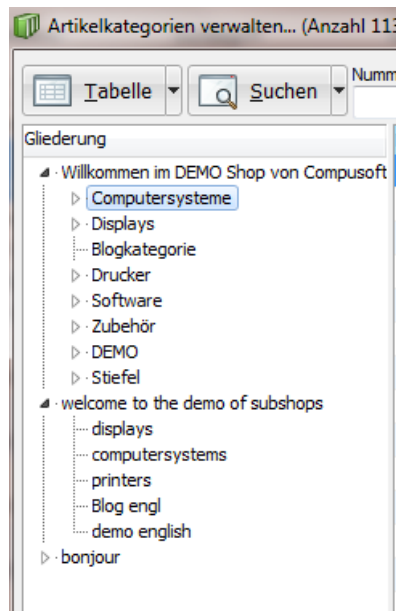 Artikelkategorien verwalten... (Anzahl 113
Tabelle
Suchen
Numm
Gliederung
Willkommen im DEMO Shop von Compusoft
Computersysteme
Displays
Blogkategorie
Drucker
Software
Zubehör
DEMO
Stiefel
welcome to the demo of subshops
displays
computersystems
printers
Blog engl
demo english
bonjour